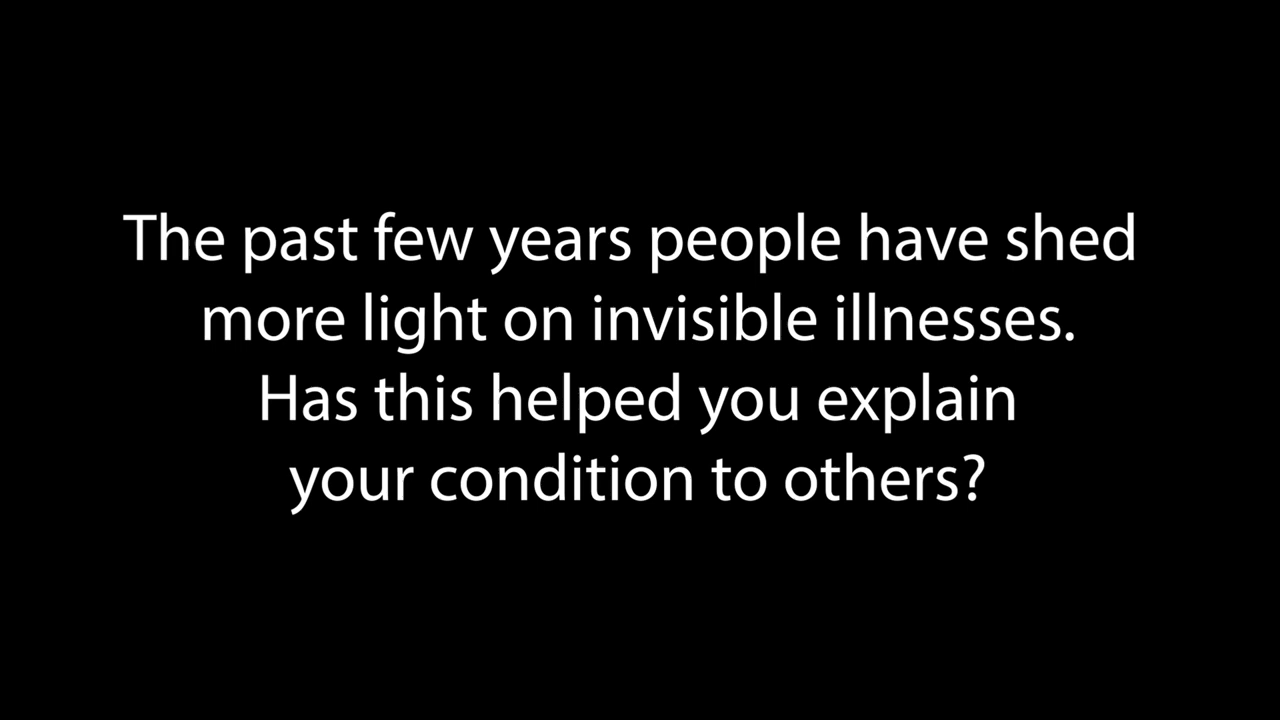 The past few years people have shed
more light on invisible illnesses.
Has this helped you explain
your condition to others?